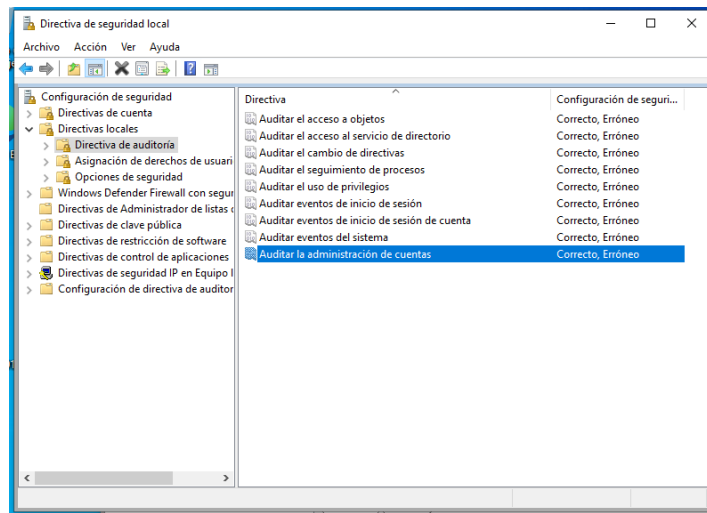 Directiva de seguridad local
Archivo Acción Ver Ayuda
Configuración de seguridad
Directivas de cuenta
Directivas locales
Directiva de auditoría
Asignación de derechos de usuari
Opciones de seguridad
Windows Defender Firewall con segur
Directivas de Administrador de listas d
Directivas de clave pública
Directivas de restricción de software
Directivas de control de aplicaciones
Directivas de seguridad IP en Equipo l
Configuración de directiva de auditor
Directiva Configuración de seguri...
Auditar el acceso a objetos Correcto, Erróneo
Auditar el acceso al servicio de directorio Correcto, Erróneo
Auditar el cambio de directivas Correcto, Erróneo
Auditar el seguimiento de procesos Correcto, Erróneo
Auditar el uso de privilegios Correcto, Erróneo
Auditar eventos de inicio de sesión Correcto, Erróneo
Auditar eventos de inicio de sesión de cuenta Correcto, Erróneo
Auditar eventos del sistema Correcto, Erróneo
Auditar la administración de cuentas Correcto, Erróneo